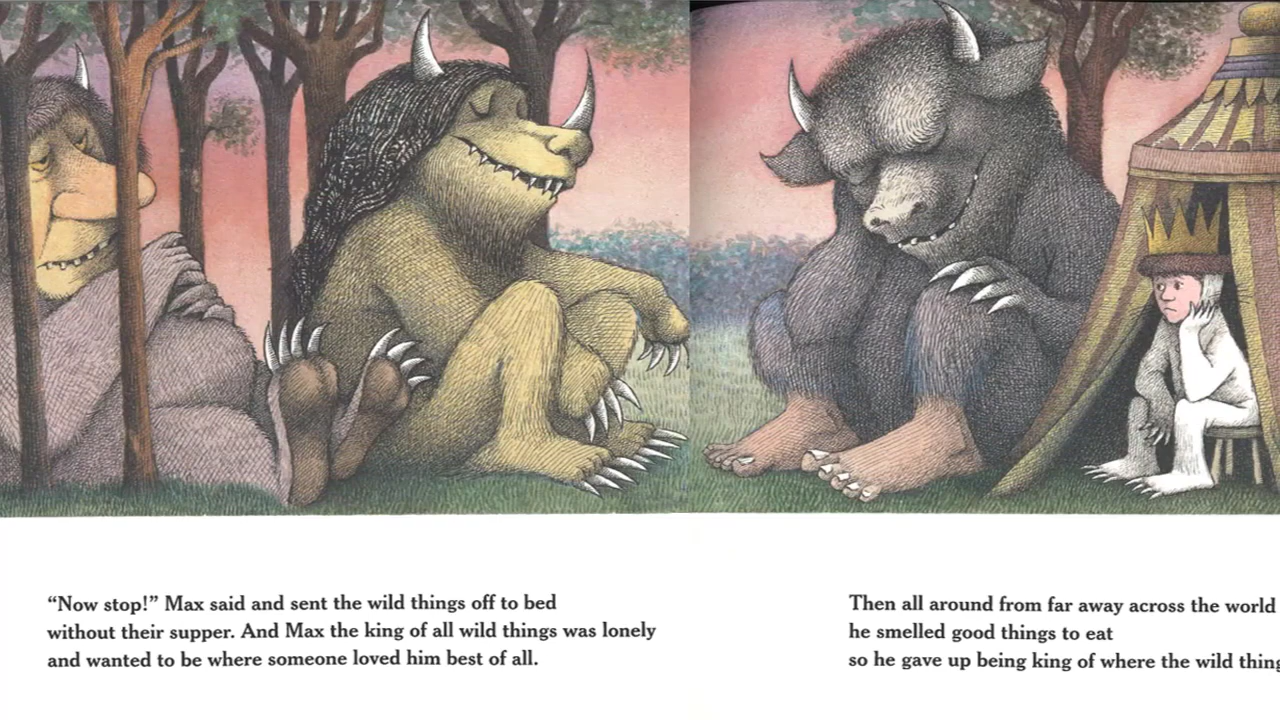 “Now stop!” Max said and sent the wild things off to bed
without their supper. And Max the king of all wild things was lonely
and wanted to be where someone loved him best of all.
Then all around from far away across the world
he smelled good things to eat
so he gave up being king of where the wild thing